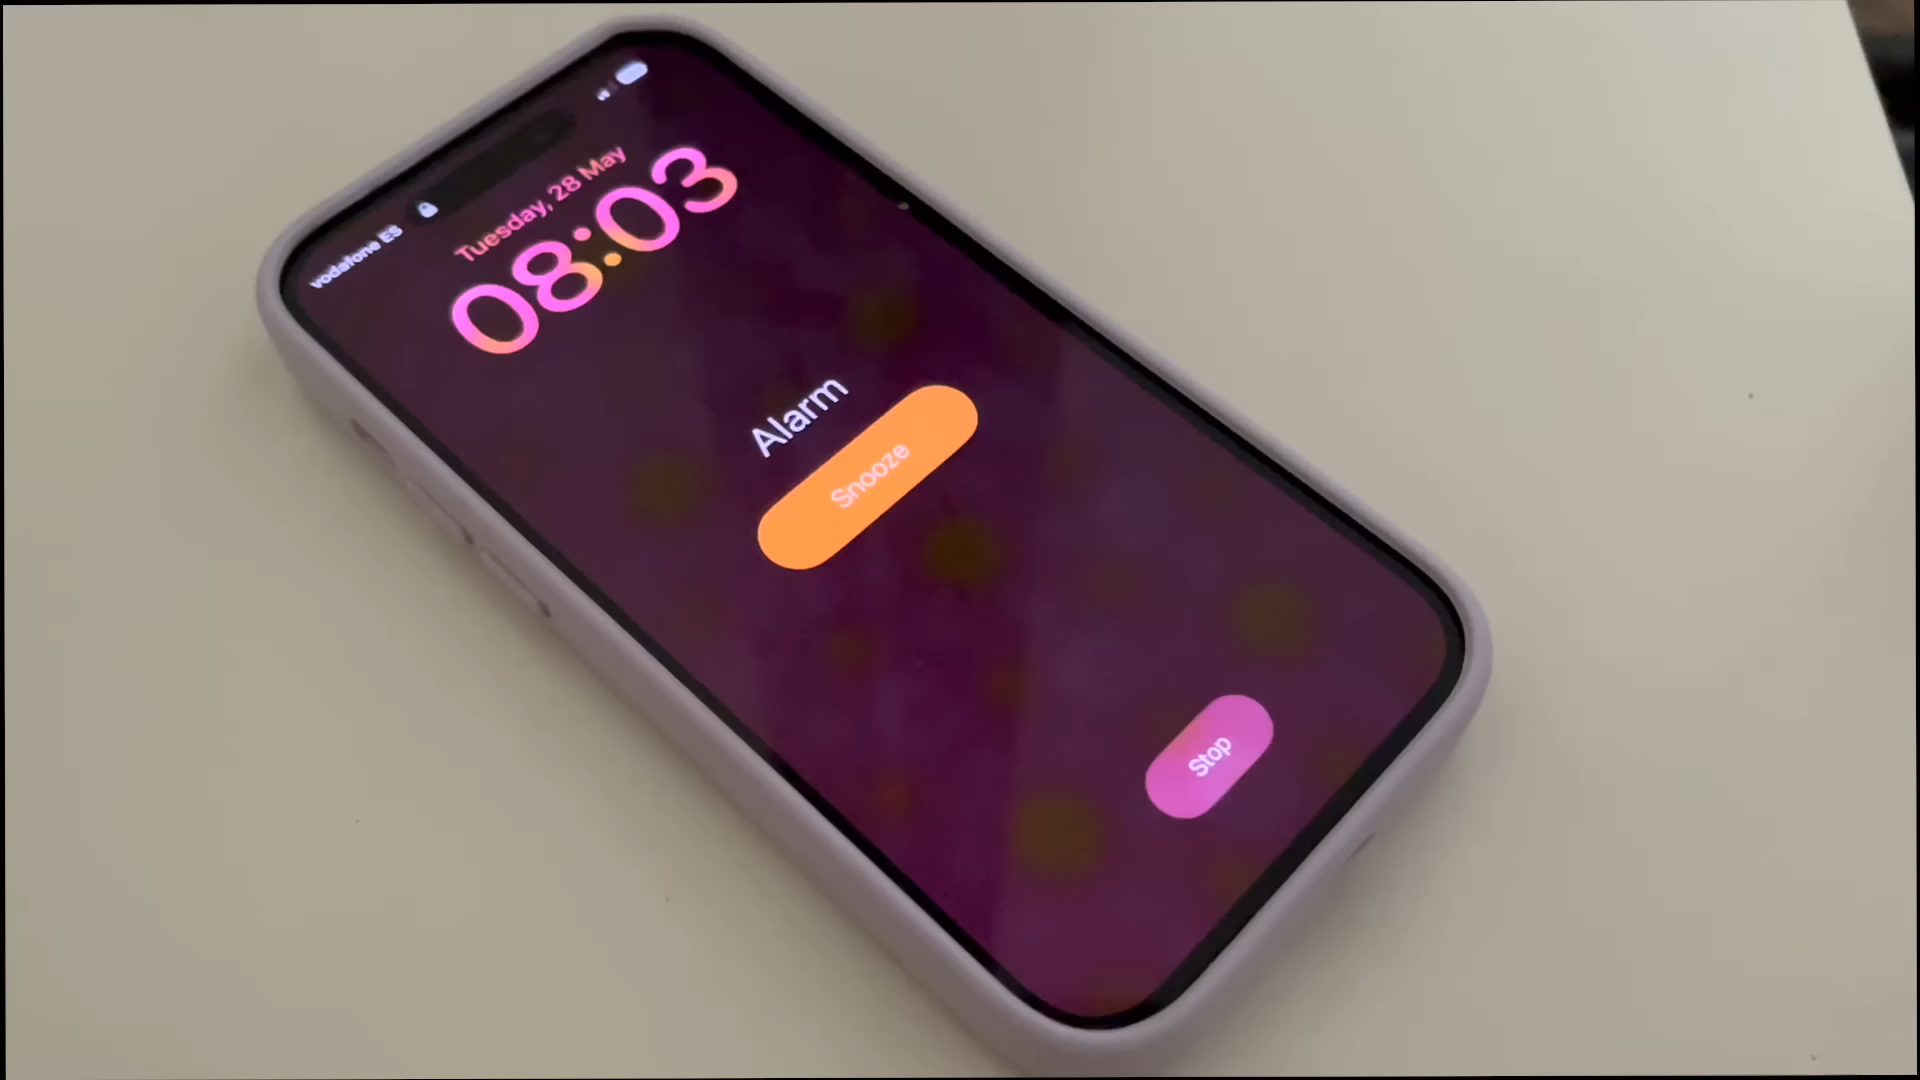 vodafone ES
Tuesday, 28 May
08:03
Alarm
Snooze
Stop